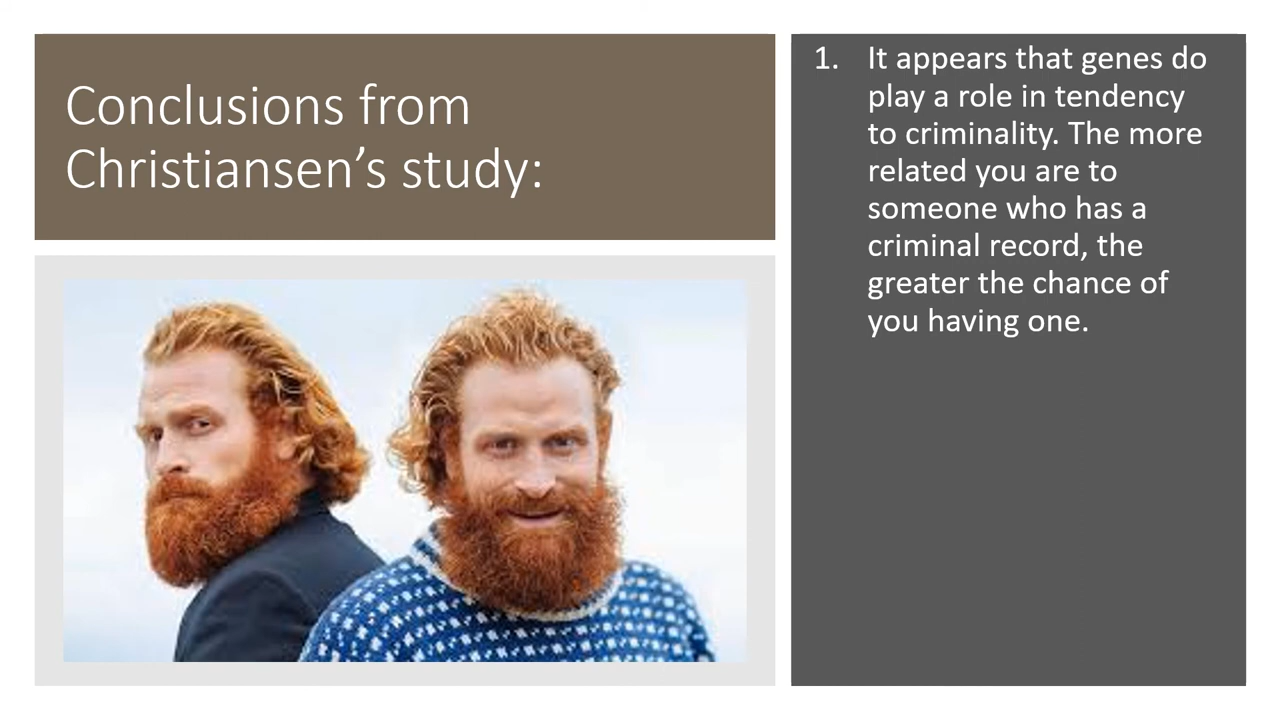 Conclusions from
Christiansen’s study:
1. It appears that genes do
play a role in tendency
to criminality. The more
related you are to
someone who has a
criminal record, the
greater the chance of
you having one.